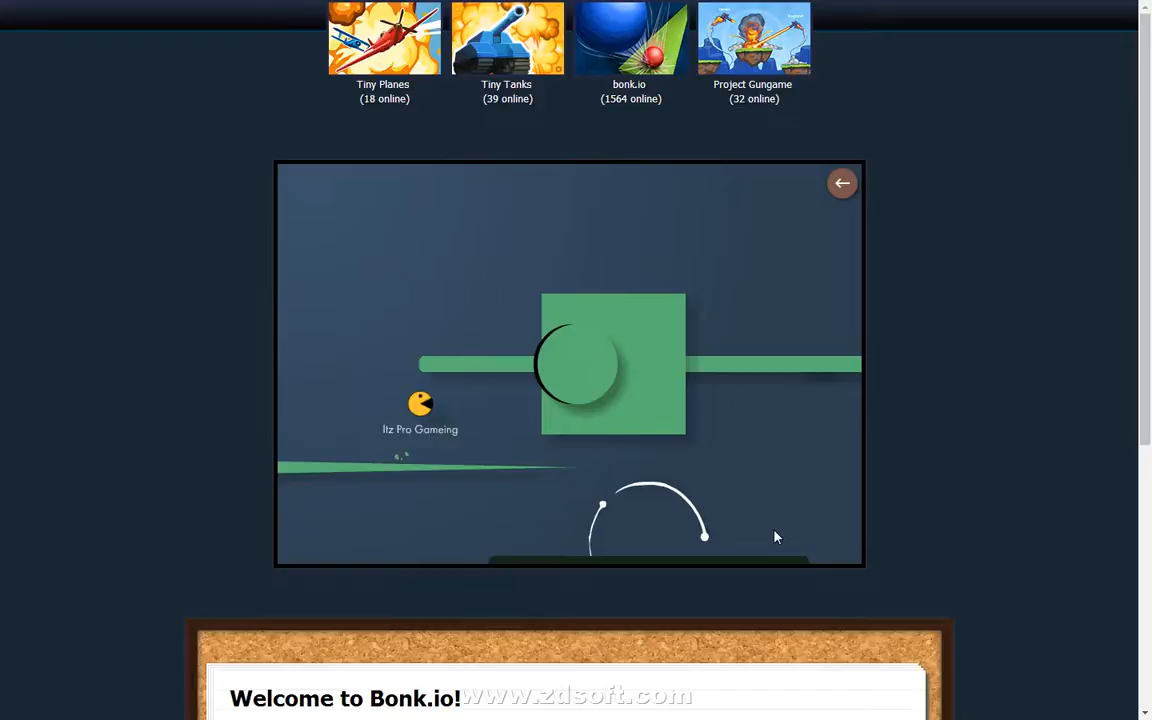 Tiny Planes
(18 online)
Tiny Tanks
(39 online)
bonk.io
(1564 online)
Project Gungame
(32 online)
Itz Pro Gameing
Welcome to Bonk.io!
www.zdsoft.com